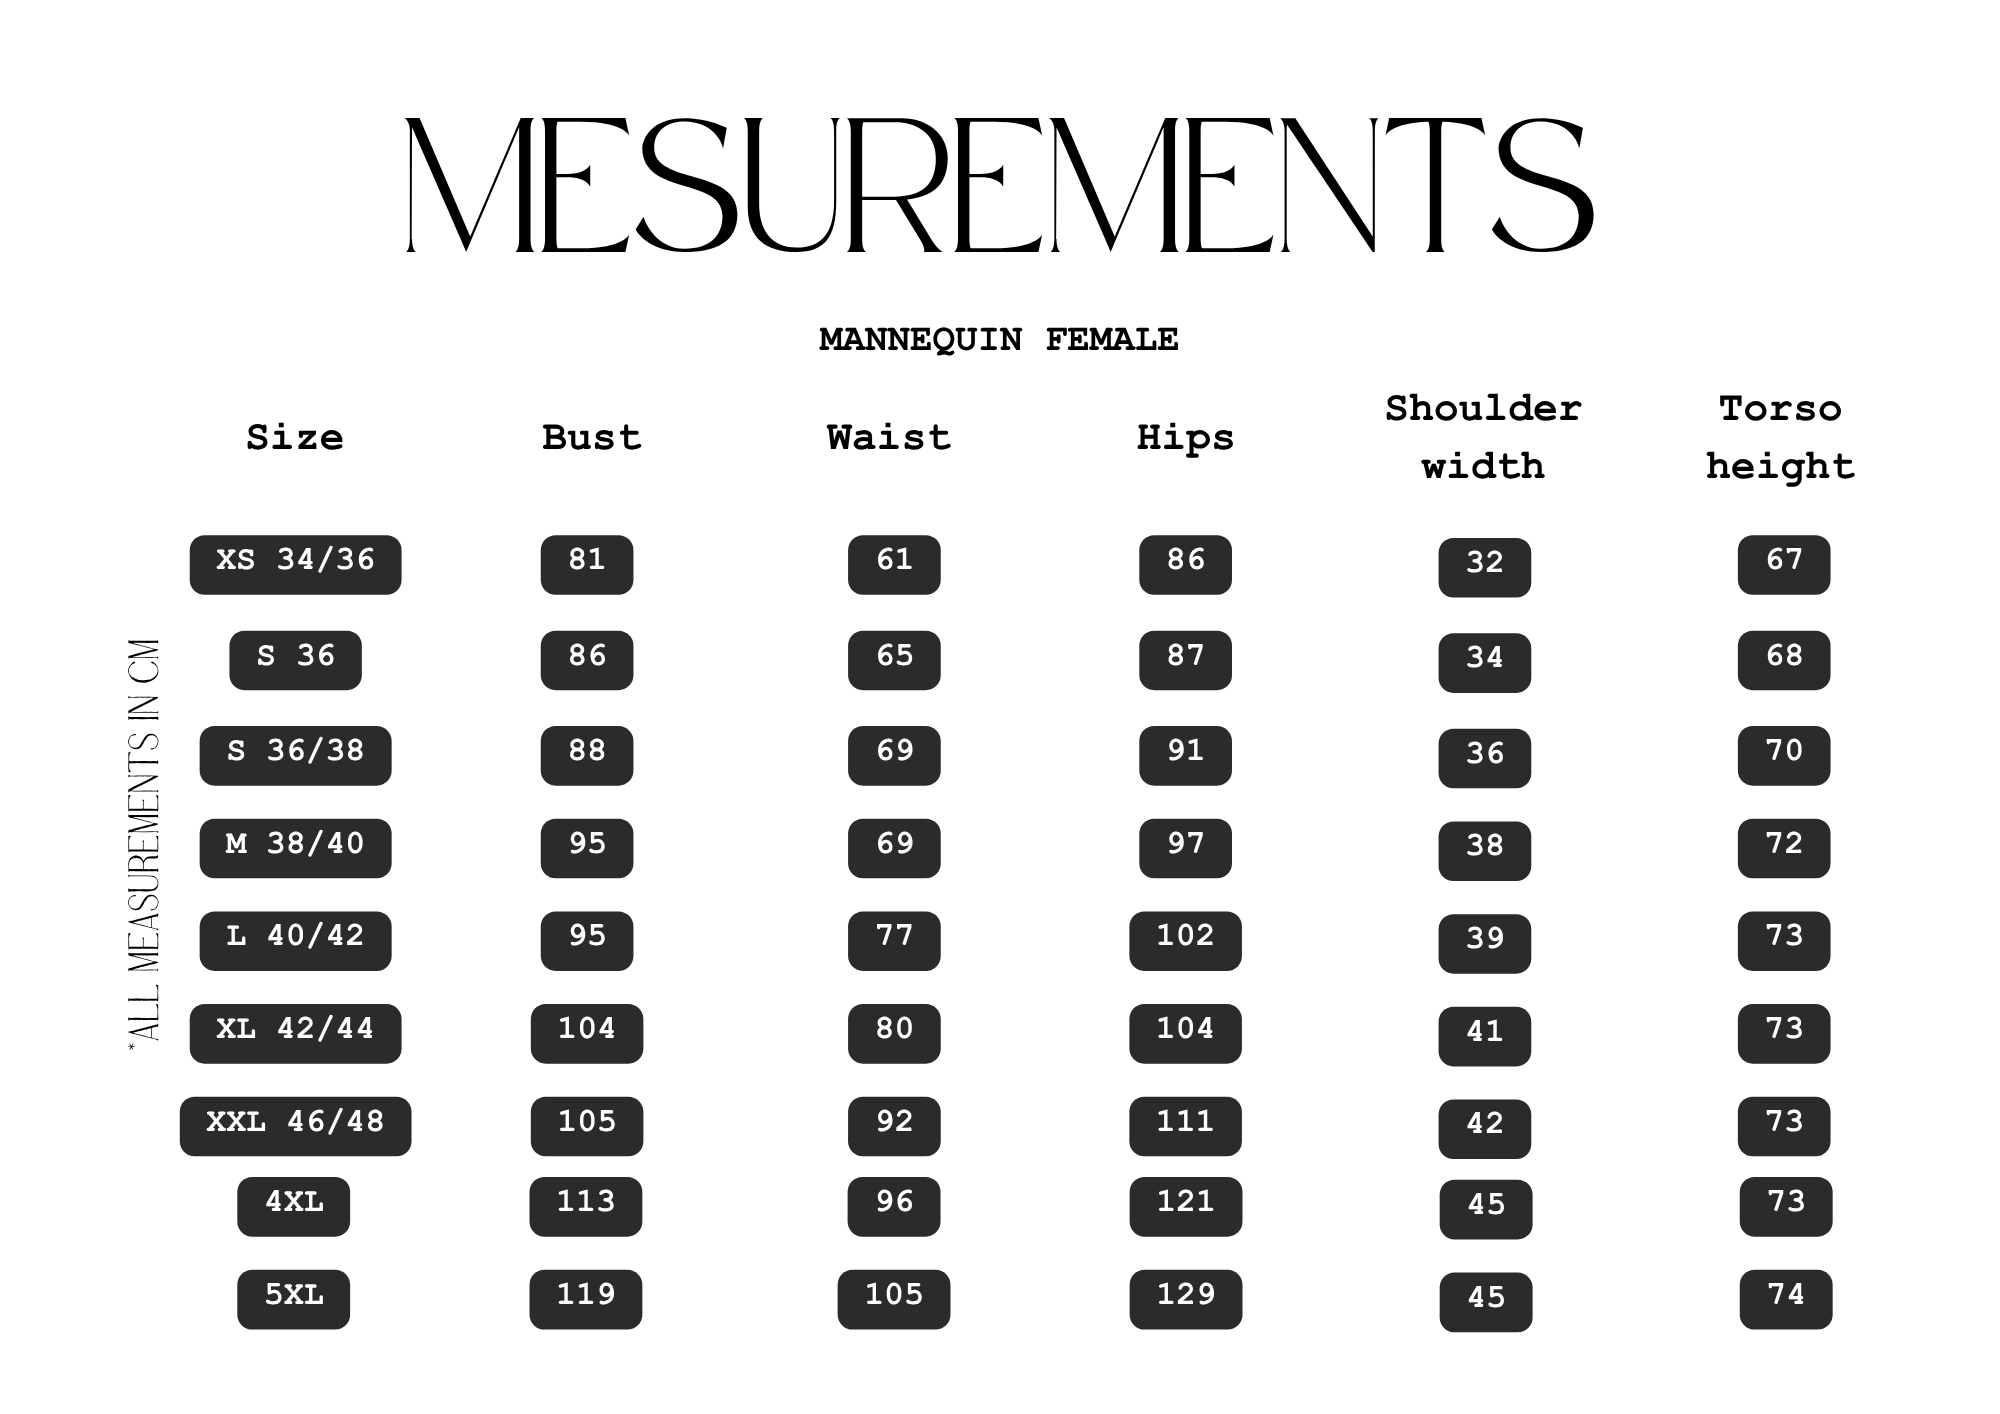 MESUREMENTS
MANNEQUIN FEMALE
Size Bust Waist Hips Shoulder width Torso height
XS 34/36 81 61 86 32 67
S 36 86 65 87 34 68
S 36/38 88 69 91 36 70
M 38/40 95 69 97 38 72
L 40/42 95 77 102 39 73
XL 42/44 104 80 104 41 73
XXL 46/48 105 92 111 42 73
4XL 113 96 121 45 73
5XL 119 105 129 45 74
*ALL MEASUREMENTS IN CM